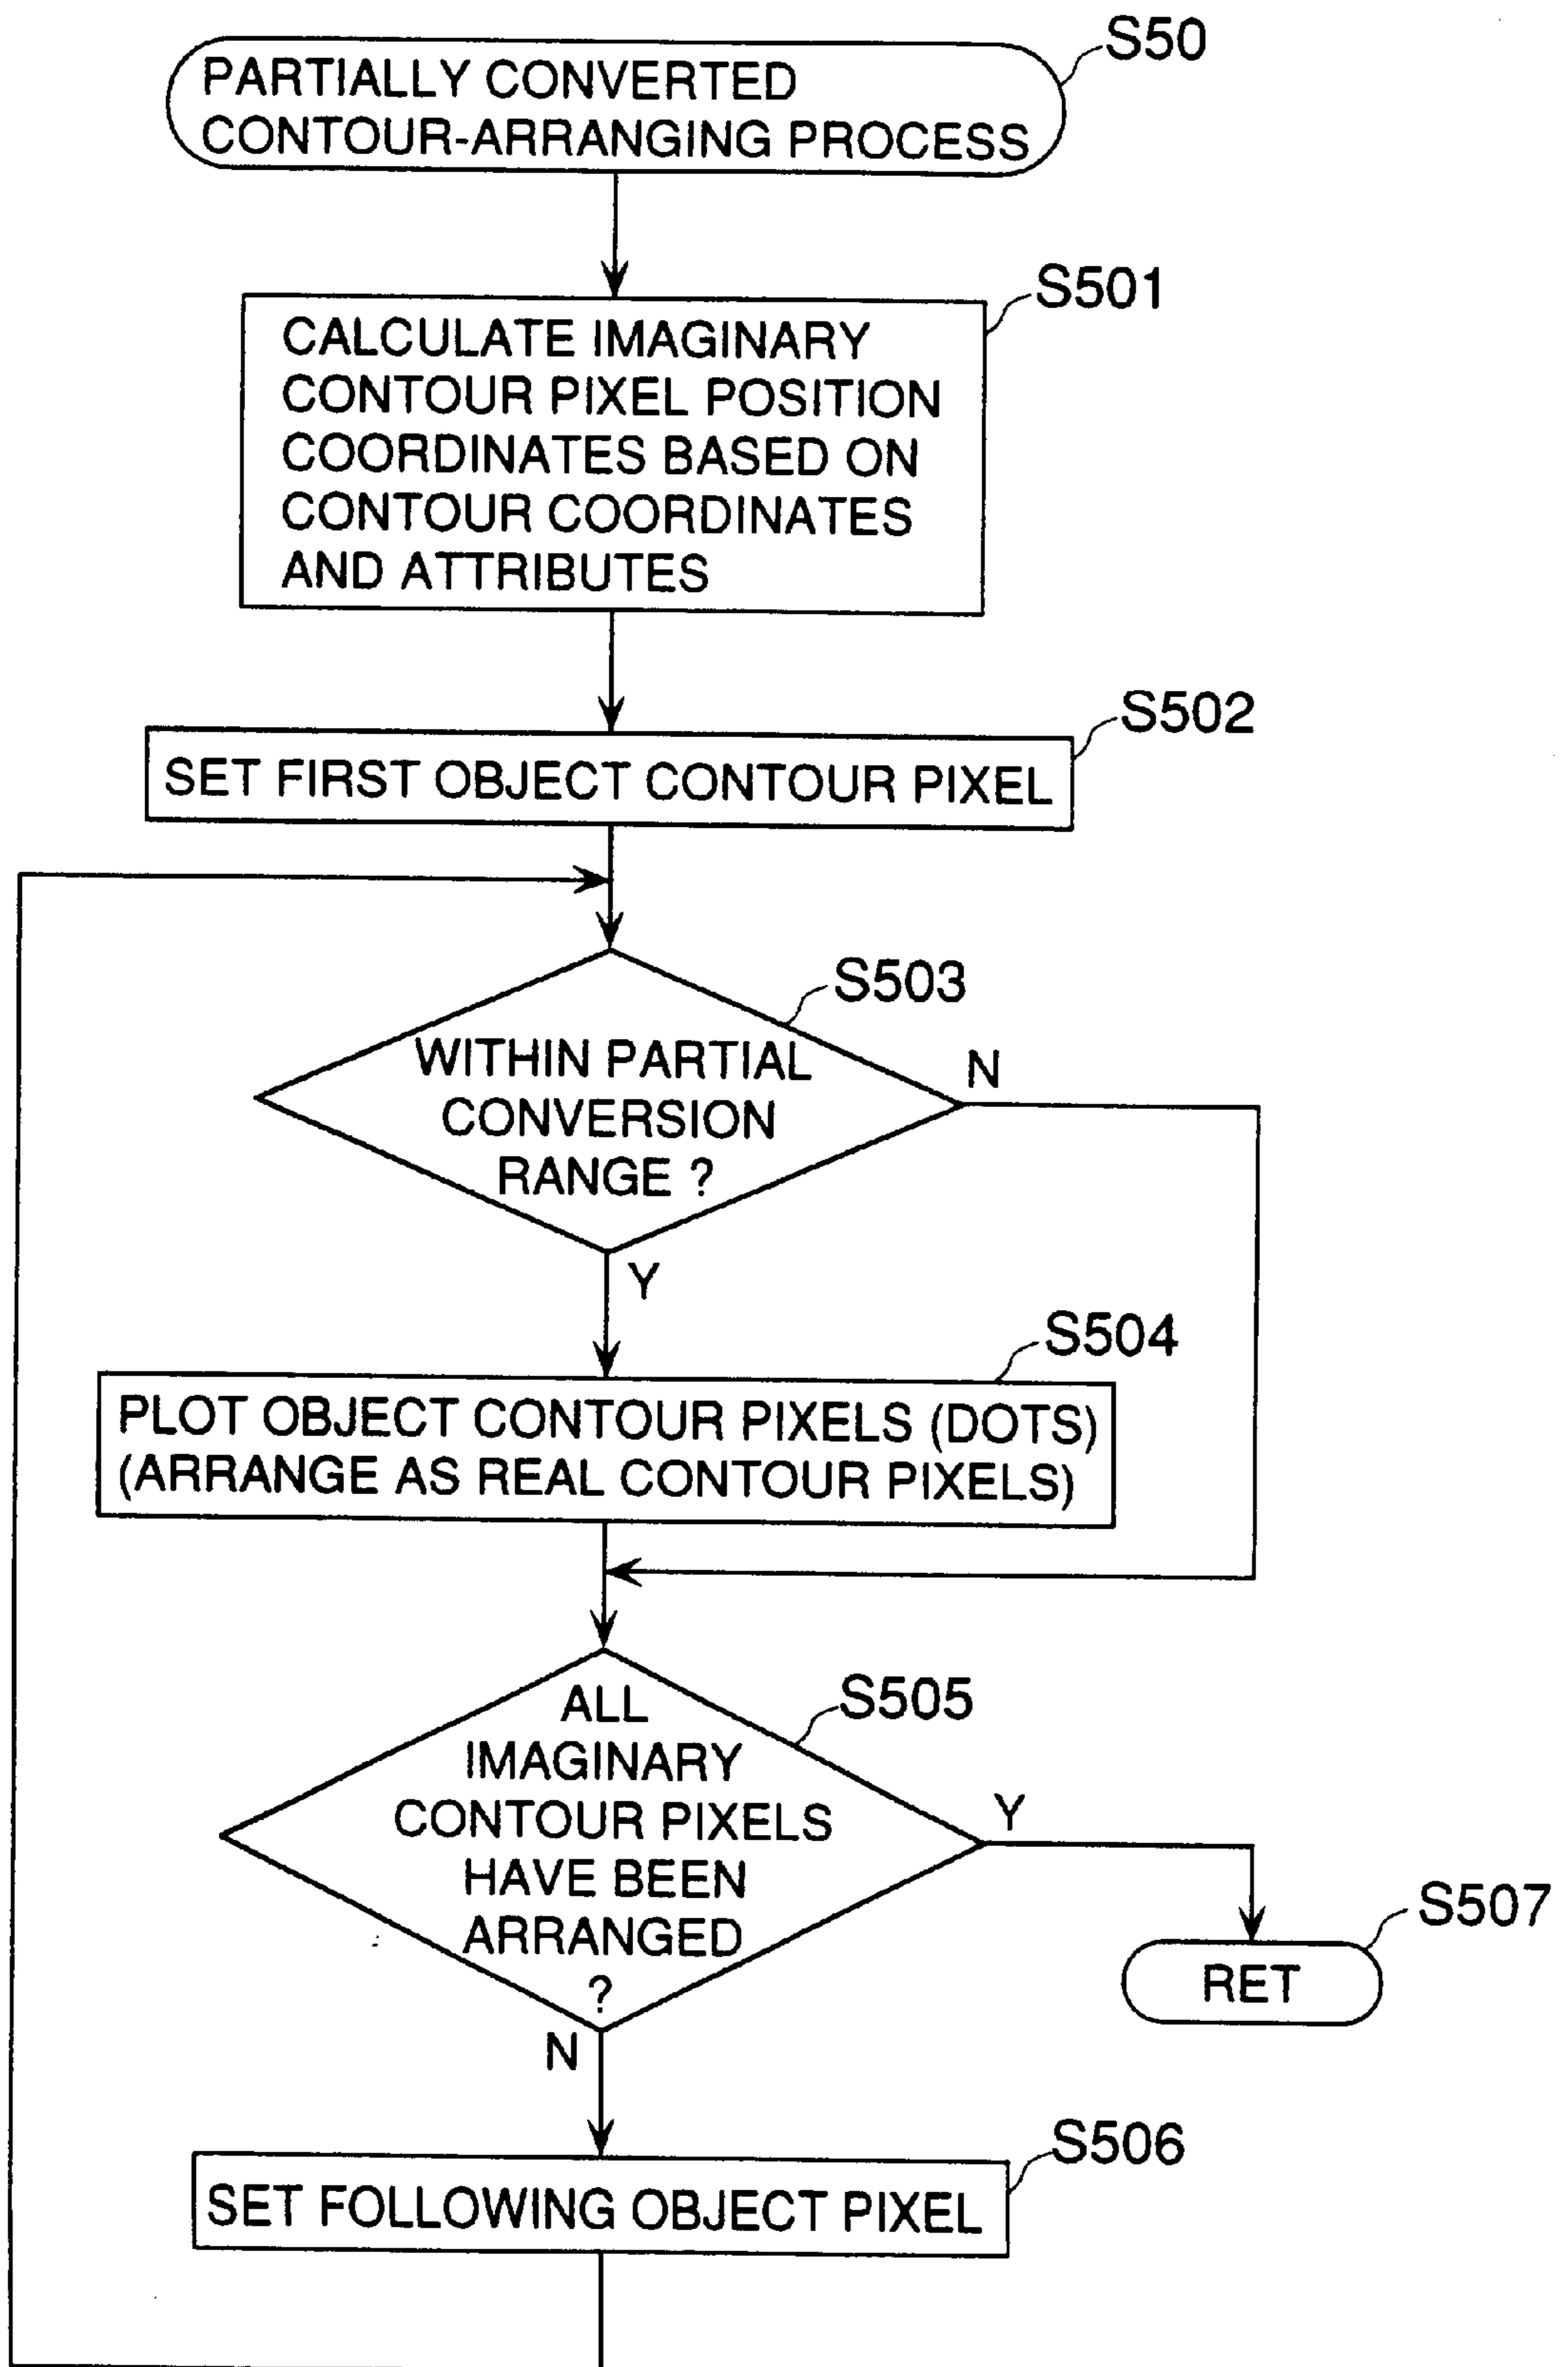 S50
PARTIALLY CONVERTED
CONTOUR-ARRANGING PROCESS
S501
CALCULATE IMAGINARY
CONTOUR PIXEL POSITION
COORDINATES BASED ON
CONTOUR COORDINATES
AND ATTRIBUTES
S502
SET FIRST OBJECT CONTOUR PIXEL
S503
WITHIN PARTIAL
CONVERSION
RANGE ?
N
Y
S504
PLOT OBJECT CONTOUR PIXELS (DOTS)
(ARRANGE AS REAL CONTOUR PIXELS)
S505
ALL
IMAGINARY
CONTOUR PIXELS
HAVE BEEN
ARRANGED
?
Y
S507
RET
N
S506
SET FOLLOWING OBJECT PIXEL